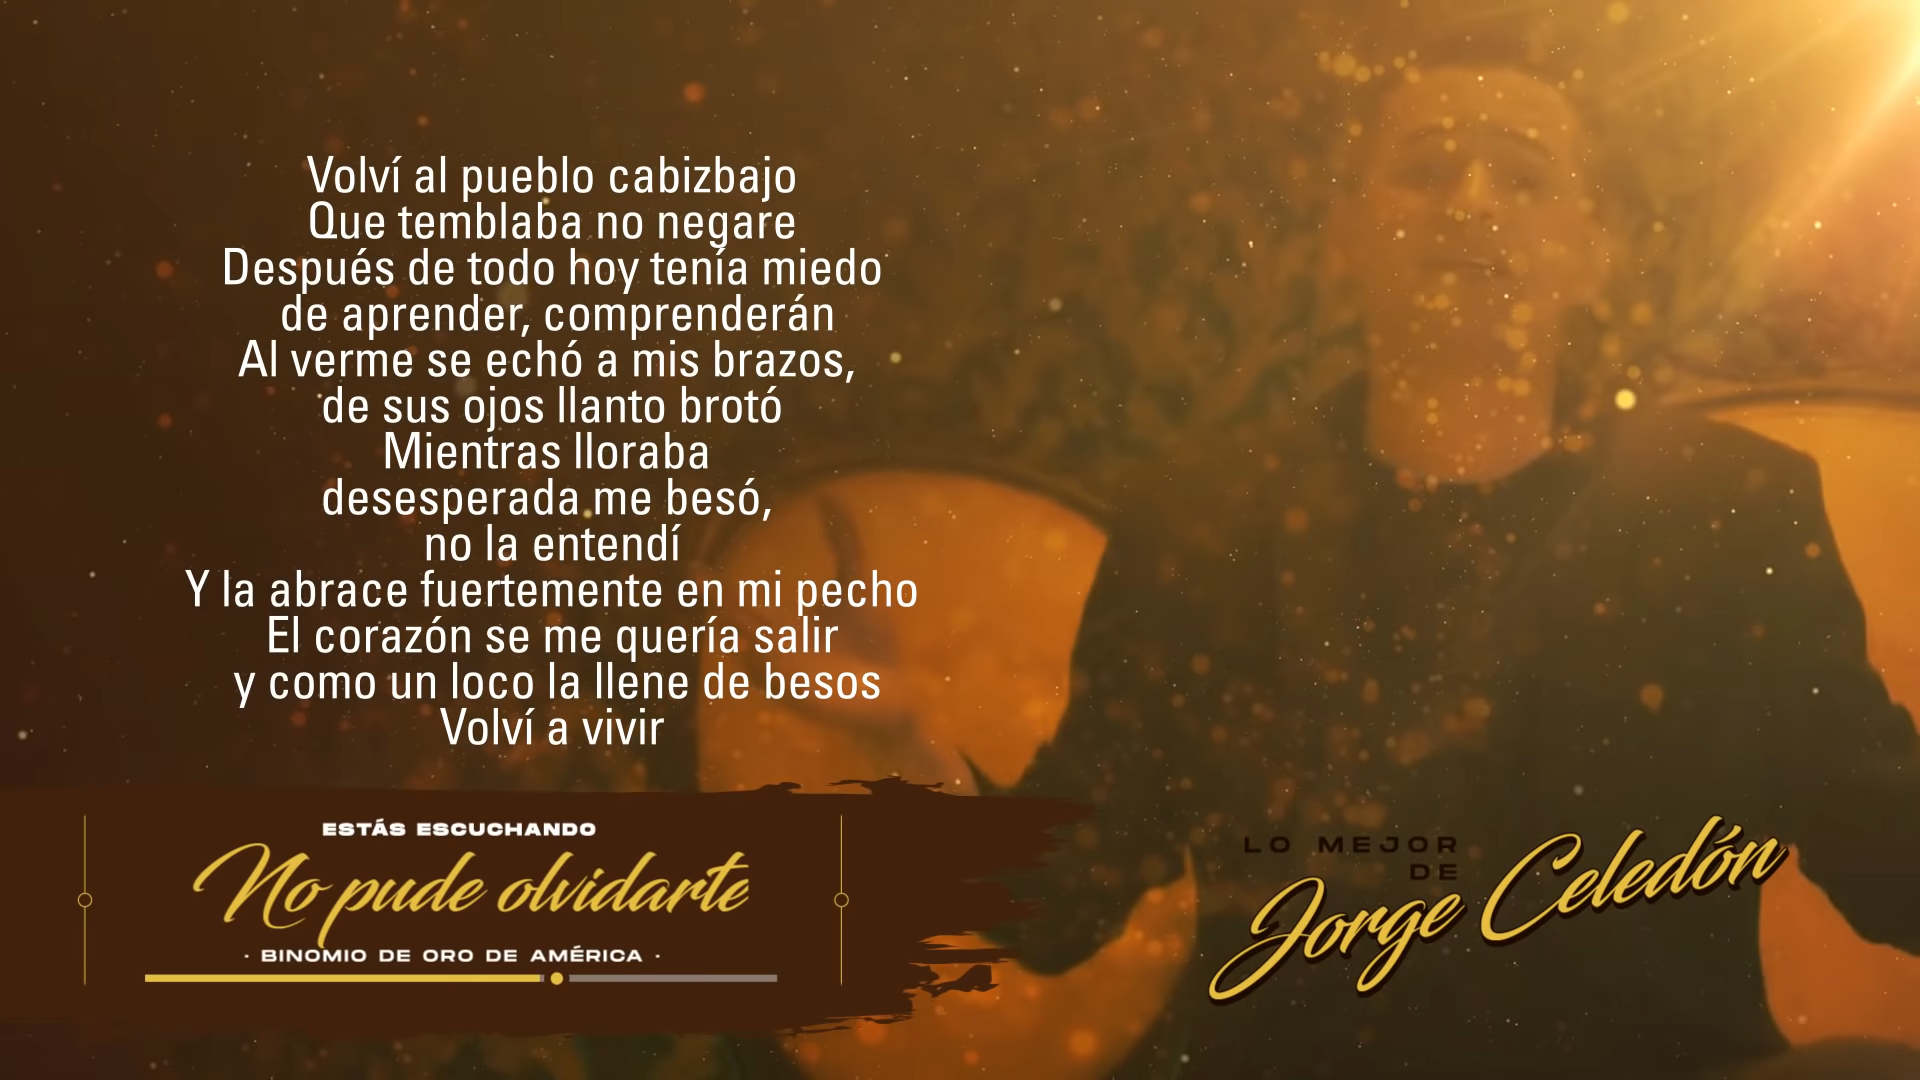 Volví al pueblo cabizbajo
Que temblaba no negare
Después de todo hoy tenía miedo
de aprender, comprenderán
Al verme se echó a mis brazos,
de sus ojos llanto brotó
Mientras lloraba
desesperada me besó,
no la entendí
Y la abrace fuertemente en mi pecho
El corazón se me quería salir
y como un loco la llene de besos
Volví a vivir
ESTÁS ESCUCHANDO
No pude olvidarte
· BINOMIO DE ORO DE AMÉRICA ·
LO MEJOR
DE
Jorge Celedón